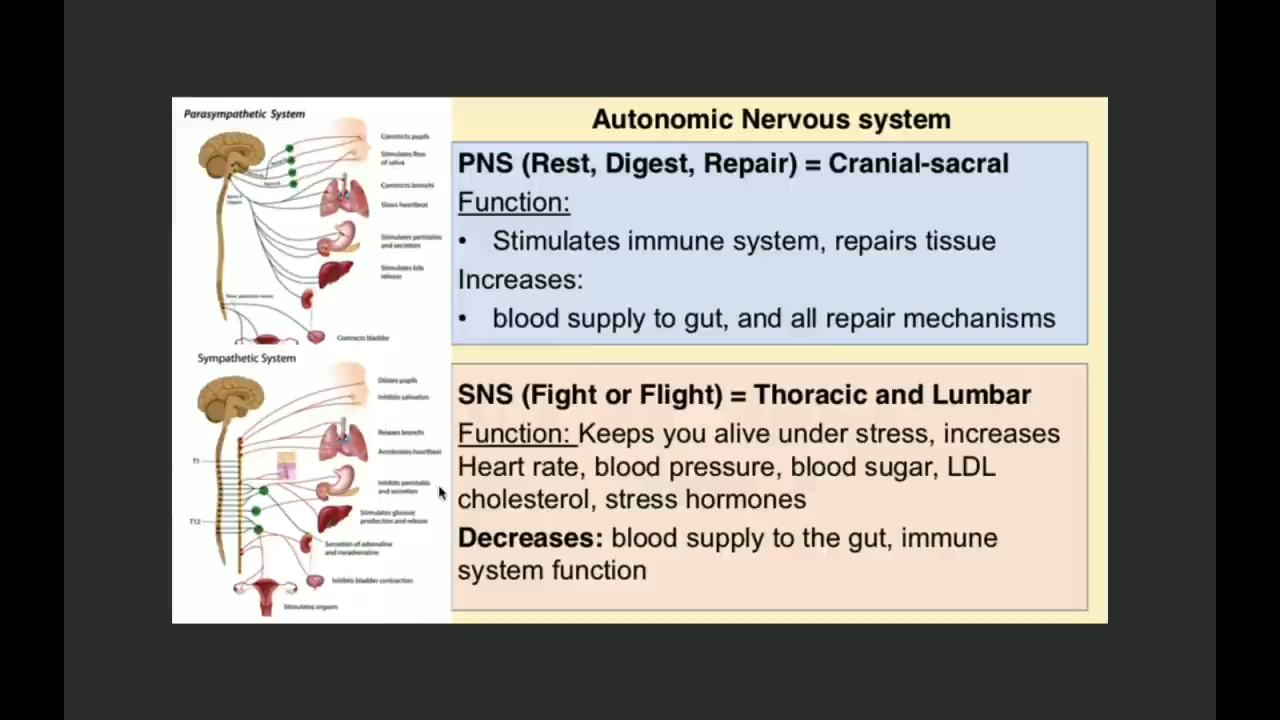 Parasympathetic System
Constricts pupils
Stimulates flow
of saliva
Constricts bronchi
Slows heartbeat
Stimulates peristalsis
and secretion
Stimulates bile
release
Contracts bladder
Sympathetic System
Dilates pupils
Inhibits salivation
Relaxes bronchi
Accelerates heartbeat
T1
Inhibits peristalsis
and secretion
Stimulates glucose
production and release
T12
Secretion of adrenaline
and noradrenaline
Inhibits bladder contraction
Stimulates orgasm
Autonomic Nervous system
PNS (Rest, Digest, Repair) = Cranial-sacral
Function:
• Stimulates immune system, repairs tissue
Increases:
• blood supply to gut, and all repair mechanisms
SNS (Fight or Flight) = Thoracic and Lumbar
Function: Keeps you alive under stress, increases
Heart rate, blood pressure, blood sugar, LDL
cholesterol, stress hormones
Decreases: blood supply to the gut, immune
system function